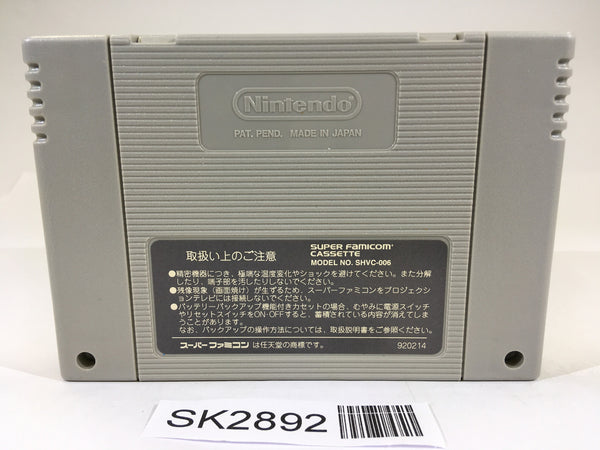 Nintendo
PAT. PEND. MADE IN JAPAN
取扱い上のご注意
SUPER FAMICOM
CASSETTE
MODEL NO. SHVC-006
●精密機器につき、極端な温度変化やショックを避けてください。また分解
したり、端子部を汚したりしないでください。
●残像現象(画面焼け)が生ずるため、スーパーファミコンをプロジェクシ
ョンテレビには接続しないでください。
●バッテリーバックアップ機能付きカセットの場合、むやみに電源スイッチ
やリセットスイッチをON・OFFすると、蓄積されている内容が消えてしま
うことがあります。
なお、バックアップの操作方法については、取扱説明書をご参照ください。
スーパーファミコン は任天堂の商標です。
920214
SK2892